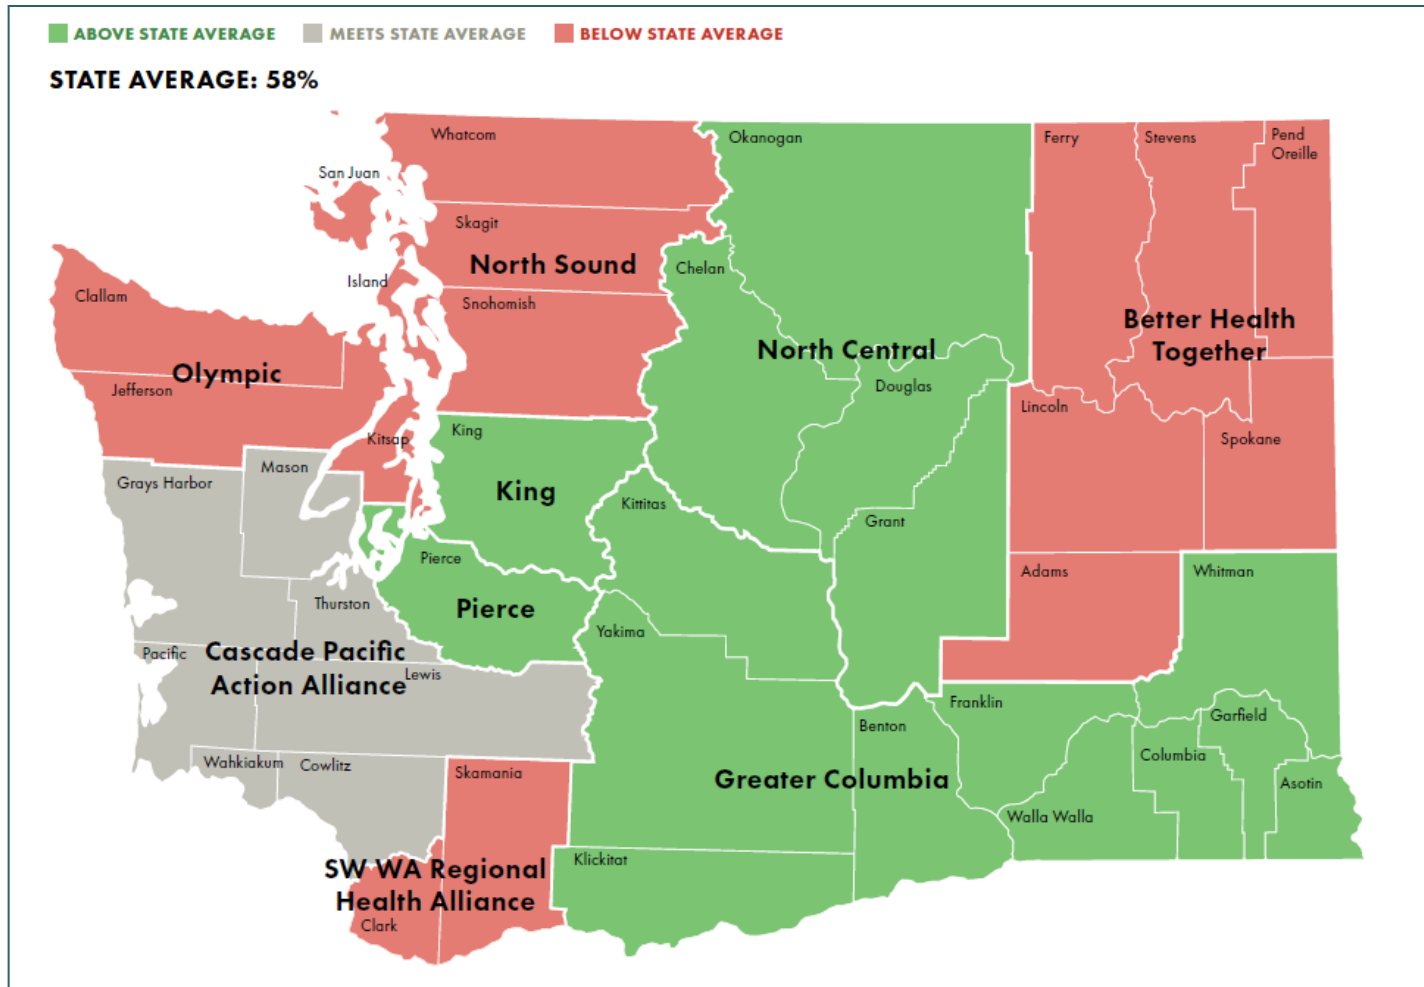 ABOVE STATE AVERAGE
MEETS STATE AVERAGE
BELOW STATE AVERAGE
STATE AVERAGE: 58%
Whatcom
San Juan
Skagit
North Sound
Island
Snohomish
Clallam
Olympic
Jefferson
Kitsap
Okanogan
Chelan
North Central
Douglas
Grant
Ferry
Stevens
Pend
Oreille
Better Health
Together
Lincoln
Spokane
Adams
King
King
Pierce
Pierce
Grays Harbor
Mason
Thurston
Pacific
Cascade Pacific
Action Alliance
Lewis
Wahkiakum
Cowlitz
Skamania
SW WA Regional
Health Alliance
Clark
Kittitas
Yakima
Klickitat
Benton
Greater Columbia
Franklin
Walla Walla
Columbia
Garfield
Asotin
Whitman